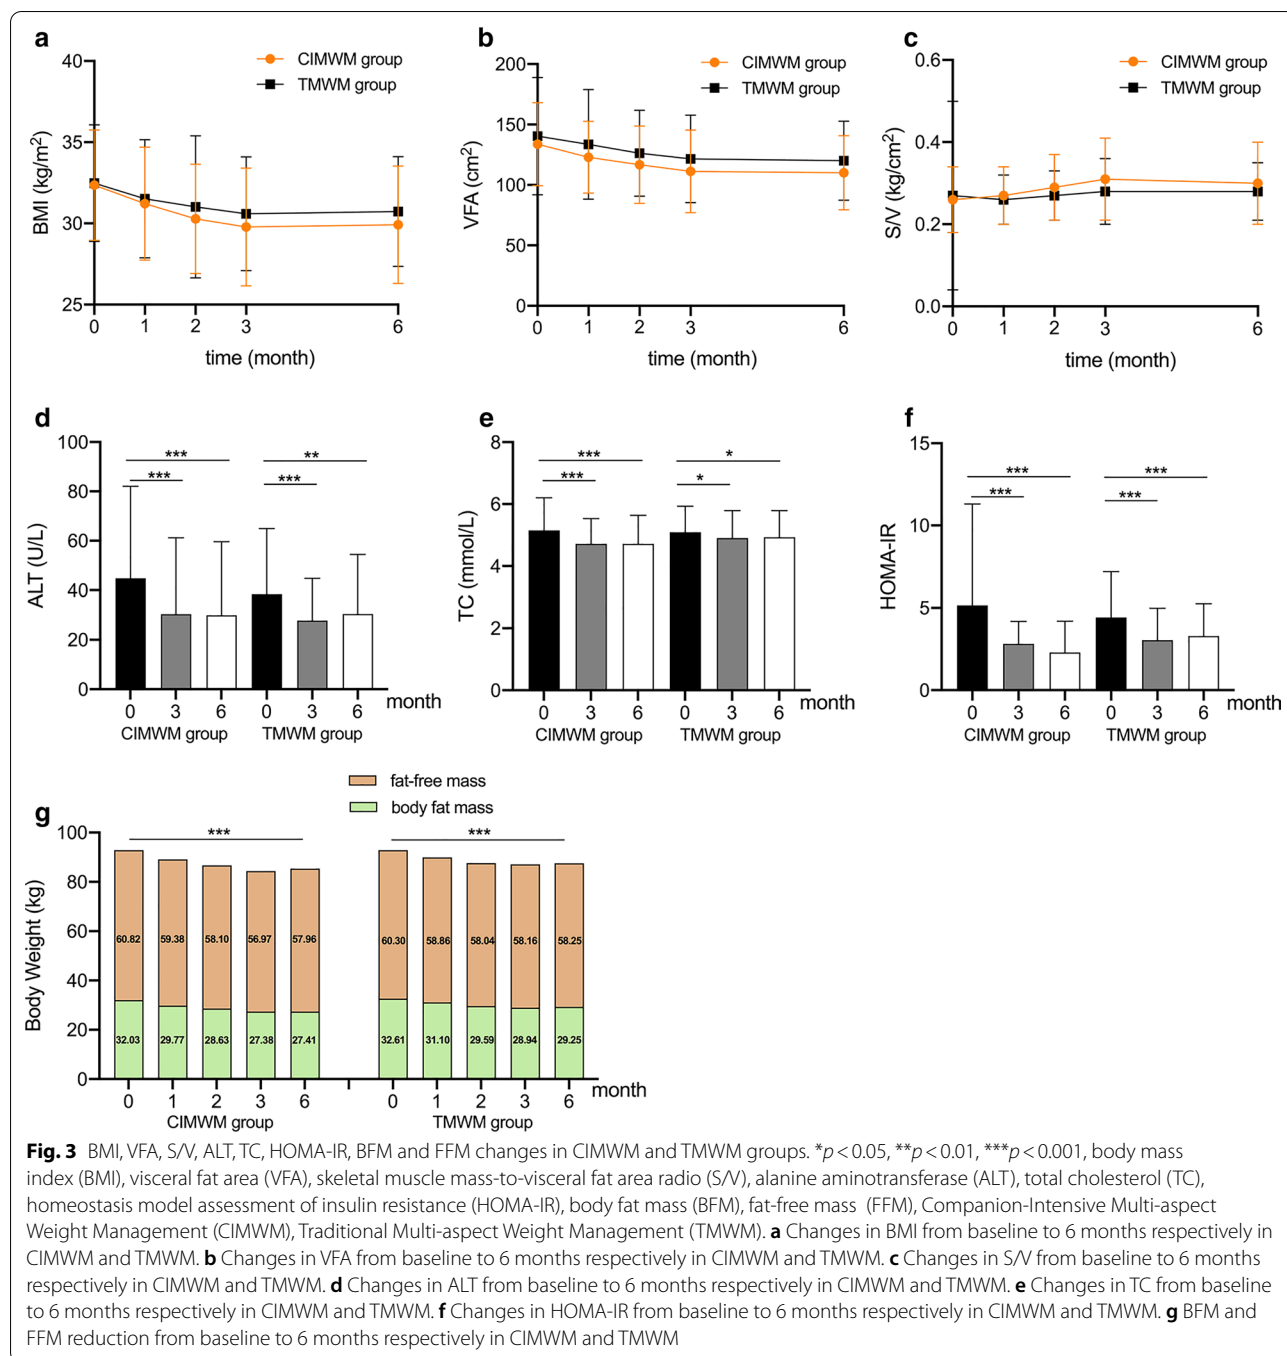 a
CIMWM group
TMWM group
40
35
30
25
BMI (kg/m2)
0 1 2 3 6
time (month)
b
CIMWM group
TMWM group
200
150
100
50
0
VFA (cm2)
0 1 2 3 6
time (month)
c
CIMWM group
TMWM group
0.6
0.4
0.2
0.0
S/V (kg/cm2)
0 1 2 3 6
time (month)
d
100
80
60
40
20
0
ALT (U/L)
*** **
*** ***
0 3 6 0 3 6 month
CIMWM group TMWM group
e
8
6
4
2
0
TC (mmol/L)
*** *
*** *
0 3 6 0 3 6 month
CIMWM group TMWM group
f
15
10
5
0
HOMA-IR
*** ***
*** ***
0 3 6 0 3 6 month
CIMWM group TMWM group
fat-free mass
body fat mass
g
100
80
60
40
20
0
Body Weight (kg)
*** ***
60.82 59.38 58.10 56.97 57.96 60.30 58.86 58.04 58.16 58.25
32.03 29.77 28.63 27.38 27.41 32.61 31.10 29.59 28.94 29.25
0 1 2 3 6 0 1 2 3 6 month
CIMWM group TMWM group
Fig. 3 BMI, VFA, S/V, ALT, TC, HOMA-IR, BFM and FFM changes in CIMWM and TMWM groups. *p < 0.05, **p < 0.01, ***p < 0.001, body mass
index (BMI), visceral fat area (VFA), skeletal muscle mass-to-visceral fat area radio (S/V), alanine aminotransferase (ALT), total cholesterol (TC),
homeostasis model assessment of insulin resistance (HOMA-IR), body fat mass (BFM), fat-free mass (FFM), Companion-Intensive Multi-aspect
Weight Management (CIMWM), Traditional Multi-aspect Weight Management (TMWM). a Changes in BMI from baseline to 6 months respectively in
CIMWM and TMWM. b Changes in VFA from baseline to 6 months respectively in CIMWM and TMWM. c Changes in S/V from baseline to 6 months
respectively in CIMWM and TMWM. d Changes in ALT from baseline to 6 months respectively in CIMWM and TMWM. e Changes in TC from baseline
to 6 months respectively in CIMWM and TMWM. f Changes in HOMA-IR from baseline to 6 months respectively in CIMWM and TMWM. g BFM and
FFM reduction from baseline to 6 months respectively in CIMWM and TMWM